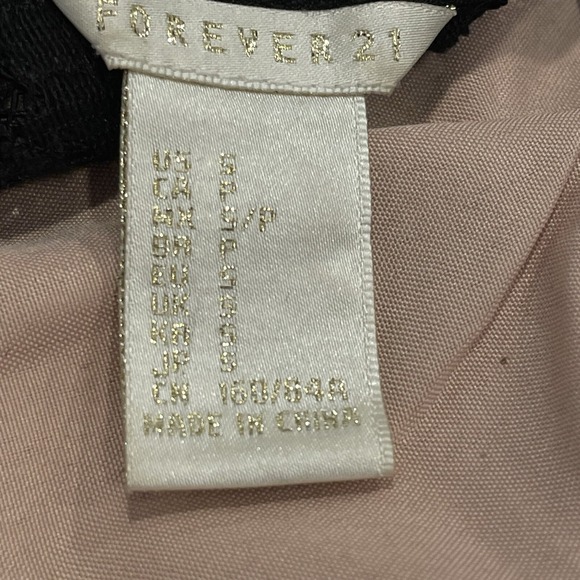 FOREVER 21
US S
CA P
MX S/P
BR P
EU S
UK S
KR S
JP S
CN 160/84A
MADE IN CHINA